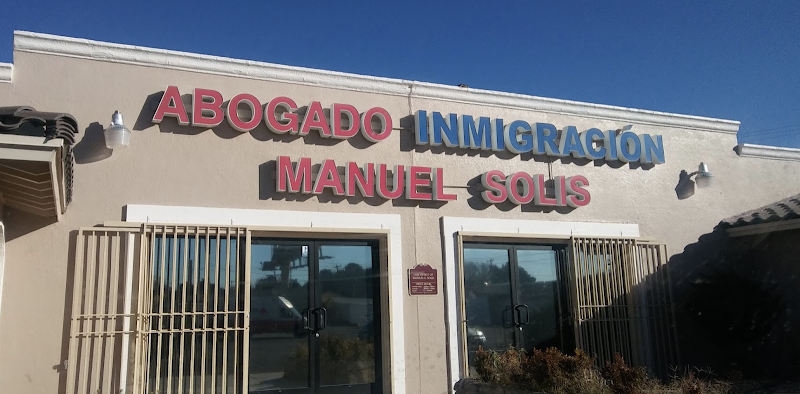 ABOGADO INMIGRACIÓN
MANUEL SOLIS